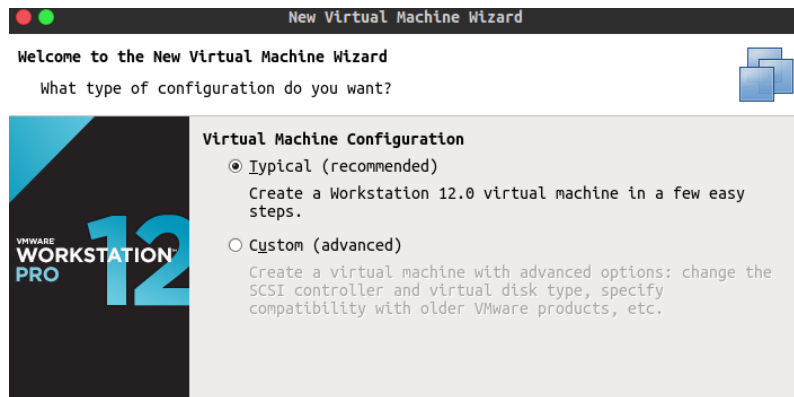 New Virtual Machine Wizard
Welcome to the New Virtual Machine Wizard
What type of configuration do you want?
Virtual Machine Configuration
Typical (recommended)
Create a Workstation 12.0 virtual machine in a few easy
steps.
Custom (advanced)
Create a virtual machine with advanced options: change the
SCSI controller and virtual disk type, specify
compatibility with older VMware products, etc.
VMWARE
WORKSTATION™
PRO
12